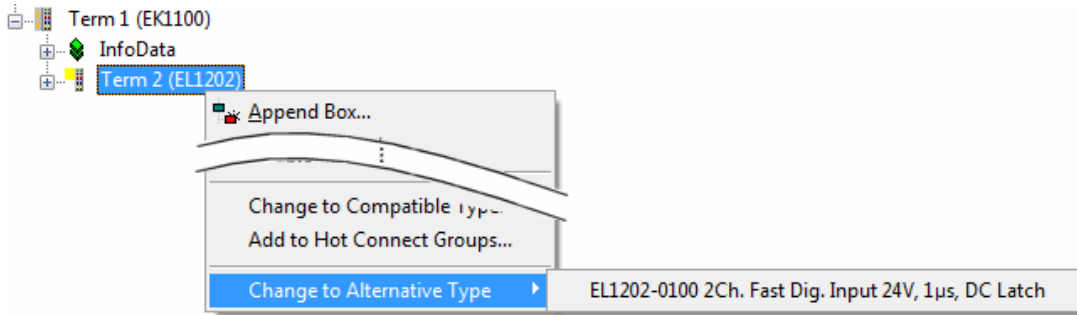 Term 1 (EK1100)
InfoData
Term 2 (EL1202)
Append Box...
Change to Compatible
Add to Hot Connect Groups...
Change to Alternative Type
EL1202-0100 2Ch. Fast Dig. Input 24V, 1µs, DC Latch